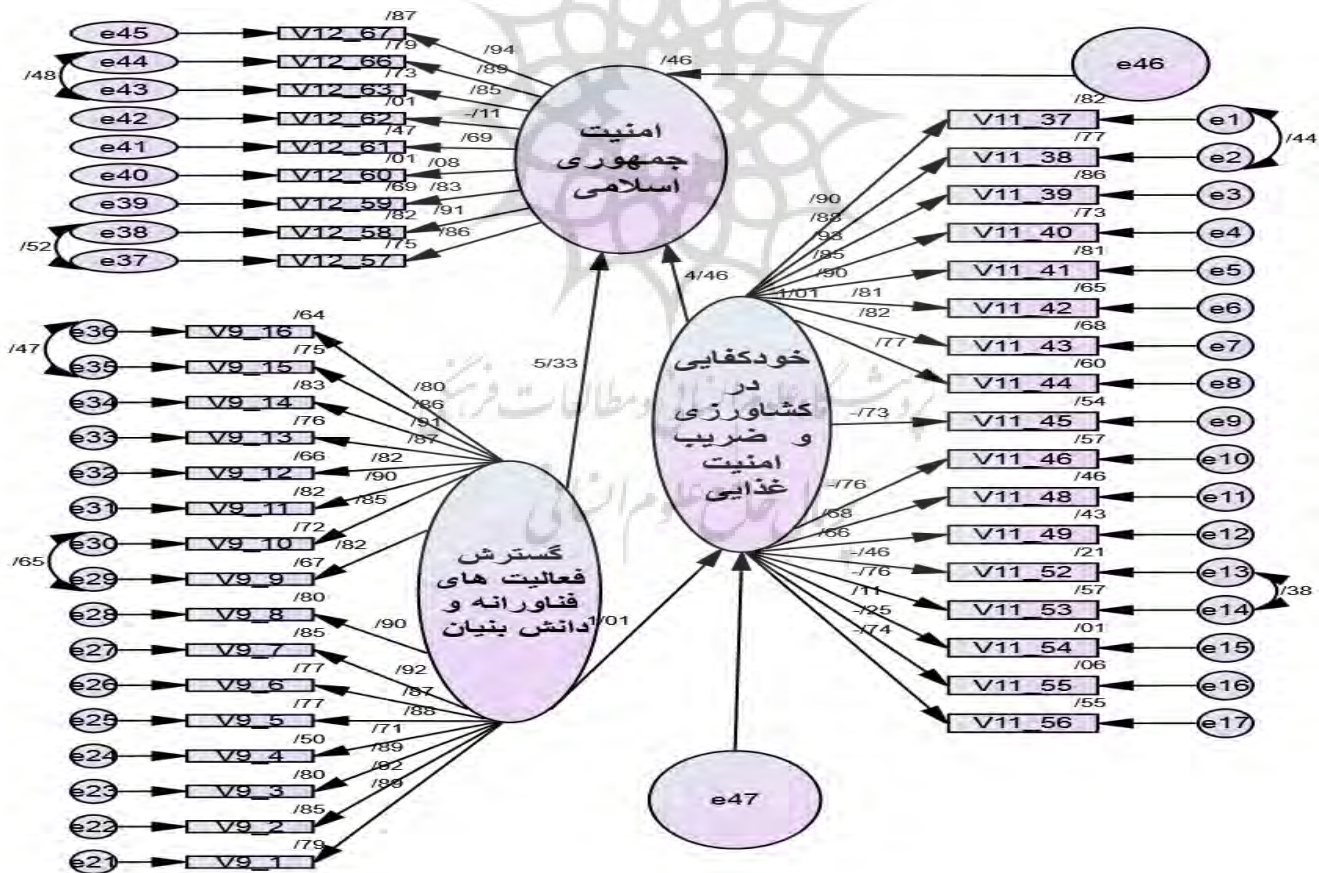 /87
e45 V12_67
/79
/94
e44 V12_66
/73
/89
/48
e43 V12_63
/01
/85
e42 V12_62
/47
-/11
e41 V12_61
/01
/69
e40 V12_60
/69
/08
e39 V12_59
/82
/83
e38 V12_58
/75
/91
/52
e37 V12_57
/86
امنیت
جمهوری
اسلامی
/46
e46
4/46
5/33
/64
e36 V9_16
/75
/80
/47
e35 V9_15
/83
/86
e34 V9_14
/76
/91
e33 V9_13
/66
/87
e32 V9_12
/82
/82
e31 V9_11
/72
/90
e30 V9_10
/67
/85
/65
e29 V9_9
/80
/82
e28 V9_8
/85
/90
e27 V9_7
/77
/92
e26 V9_6
/77
/87
e25 V9_5
/50
/88
e24 V9_4
/80
/71
e23 V9_3
/85
/89
e22 V9_2
/79
/92
e21 V9_1
/89
گسترش
فعالیت های
فناورانه و
دانش بنیان
1/01
خودکفایی
در
کشاورزی
و ضریب
امنیت
غذایی
1/01
e47
/82
V11_37 e1
/77
/90
/44
V11_38 e2
/86
/88
V11_39 e3
/73
/93
V11_40 e4
/81
/85
V11_41 e5
/65
/90
V11_42 e6
/68
/81
V11_43 e7
/60
/82
V11_44 e8
/54
/77
V11_45 e9
/57
-/73
V11_46 e10
/46
-/76
V11_48 e11
/43
/68
V11_49 e12
/21
/66
V11_52 e13
/57
-/46
/38
V11_53 e14
/01
-/76
V11_54 e15
/06
/11
V11_55 e16
/55
-/25
V11_56 e17
-/74
پژوهشگاه علوم انسانی و مطالعات فرهنگی
جامع علوم انسانی